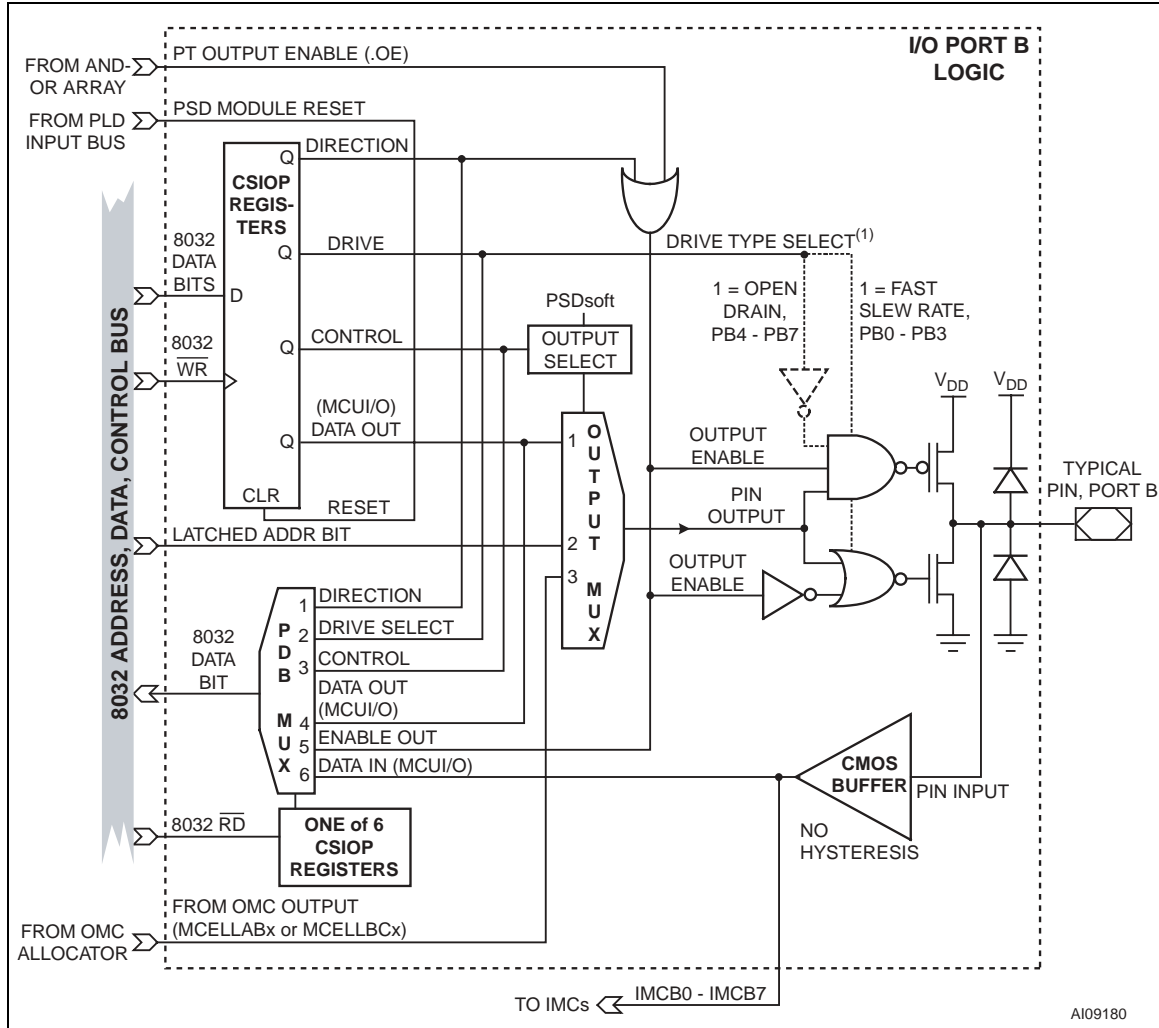 I/O PORT B
LOGIC
FROM AND-
OR ARRAY
PT OUTPUT ENABLE (.OE)
FROM PLD
INPUT BUS
PSD MODULE RESET
8032 ADDRESS, DATA, CONTROL BUS
CSIOP
REGIS-
TERS
Q
DIRECTION
Q
DRIVE
DRIVE TYPE SELECT(1)
8032
DATA
BITS
D
1 = OPEN
DRAIN,
PB4 - PB7
1 = FAST
SLEW RATE,
PB0 - PB3
PSDsoft
OUTPUT
SELECT
Q
CONTROL
8032
WR
(MCUI/O)
DATA OUT
Q
CLR
RESET
LATCHED ADDR BIT
1
2
3
OUTPUT MUX
OUTPUT
ENABLE
PIN
OUTPUT
OUTPUT
ENABLE
VDD
VDD
TYPICAL
PIN, PORT B
8032
DATA
BIT
PDB MUX
1
DIRECTION
2
DRIVE SELECT
3
CONTROL
DATA OUT
(MCUI/O)
4
5
ENABLE OUT
6
DATA IN (MCUI/O)
CMOS
BUFFER
PIN INPUT
NO
HYSTERESIS
8032 RD
ONE of 6
CSIOP
REGISTERS
FROM OMC
ALLOCATOR
FROM OMC OUTPUT
(MCELLABx or MCELLBCx)
TO IMCs
IMCB0 - IMCB7
AI09180